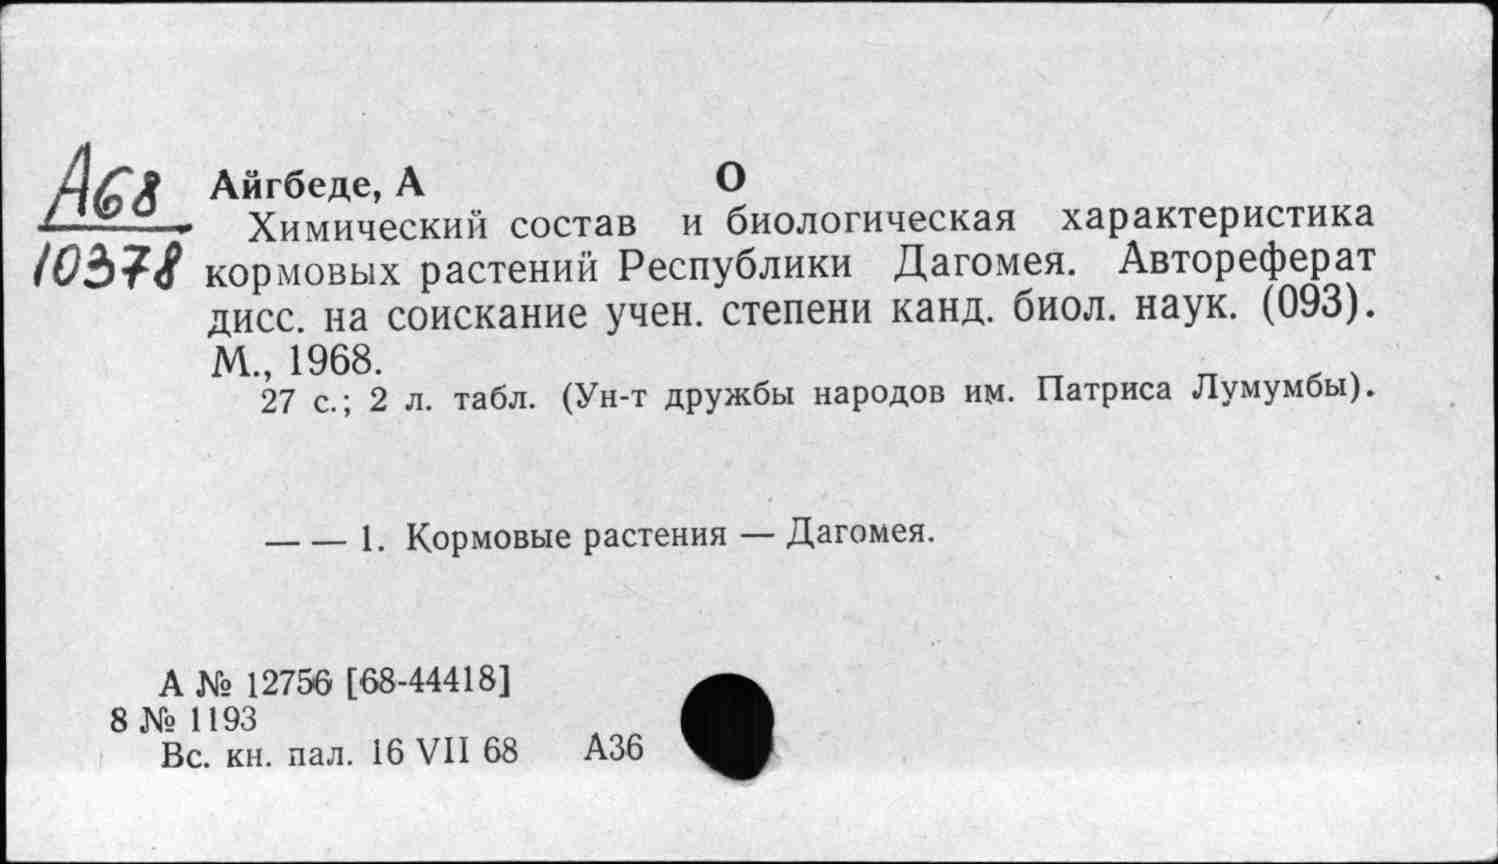 А68
10378
Айгбеде, А О
Химический состав и биологическая характеристика
кормовых растений Республики Дагомея. Автореферат
дисс. на соискание учен. степени канд. биол. наук. (093).
М., 1968.
27 с.; 2 л. табл. (Ун-т дружбы народов им. Патриса Лумумбы).
— — 1. Кормовые растения — Дагомея.
А № 12756 [68-44418]
8 № 1193
Вс. кн. пал. 16 VII 68 А36